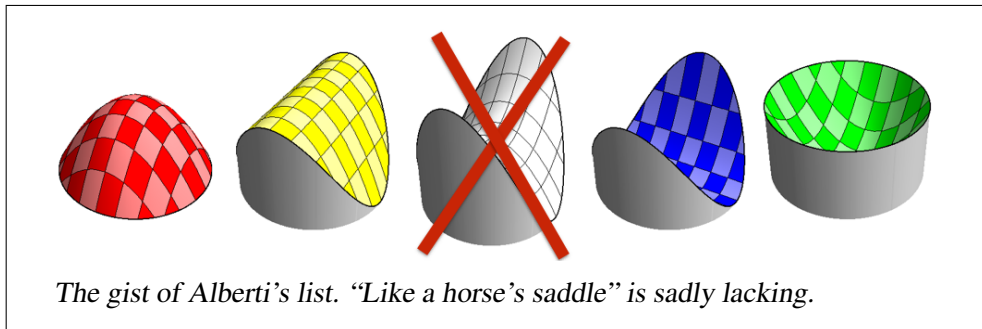 The gist of Alberti's list. “Like a horse's saddle” is sadly lacking.